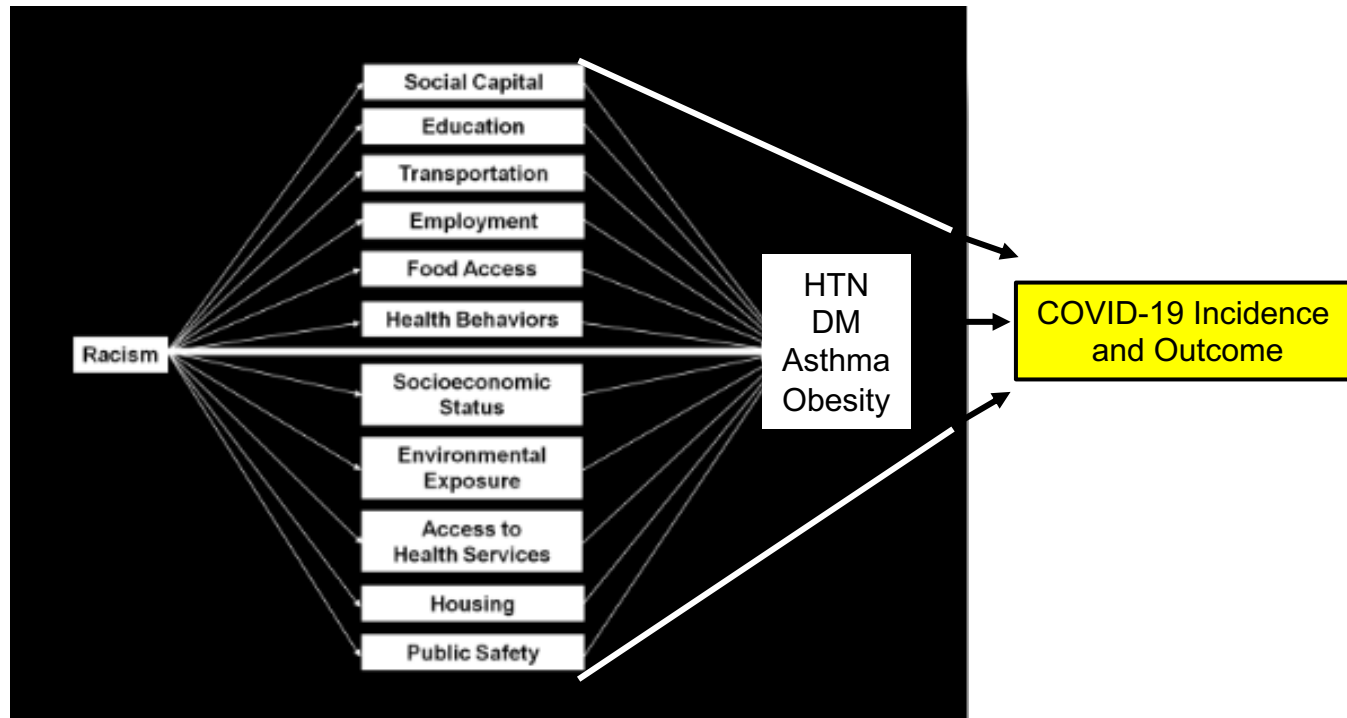 Racism
Social Capital
Education
Transportation
Employment
Food Access
Health Behaviors
Socioeconomic
Status
Environmental
Exposure
Access to
Health Services
Housing
Public Safety
HTN
DM
Asthma
Obesity
COVID-19 Incidence
and Outcome